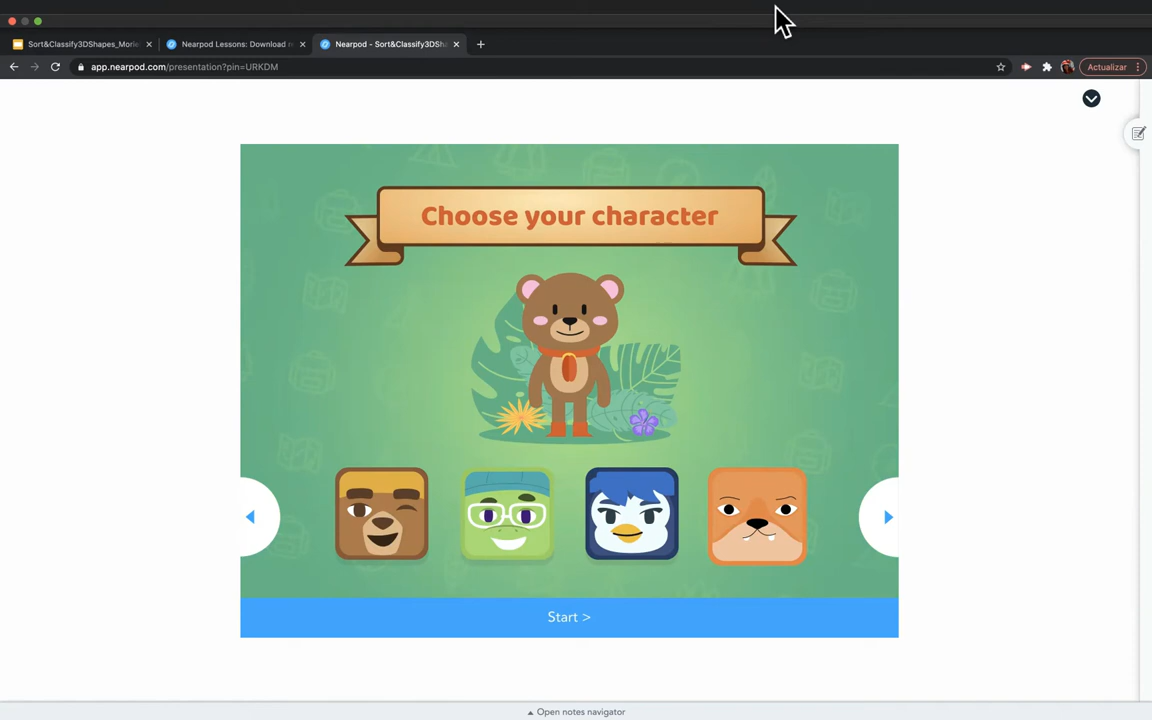 Sort&Classify3DShapes_Morie
Nearpod Lessons: Download r
Nearpod - Sort&Classify3DSh
app.nearpod.com/presentation?pin=URKDM
Actualizar
Choose your character
Start >
Open notes navigator